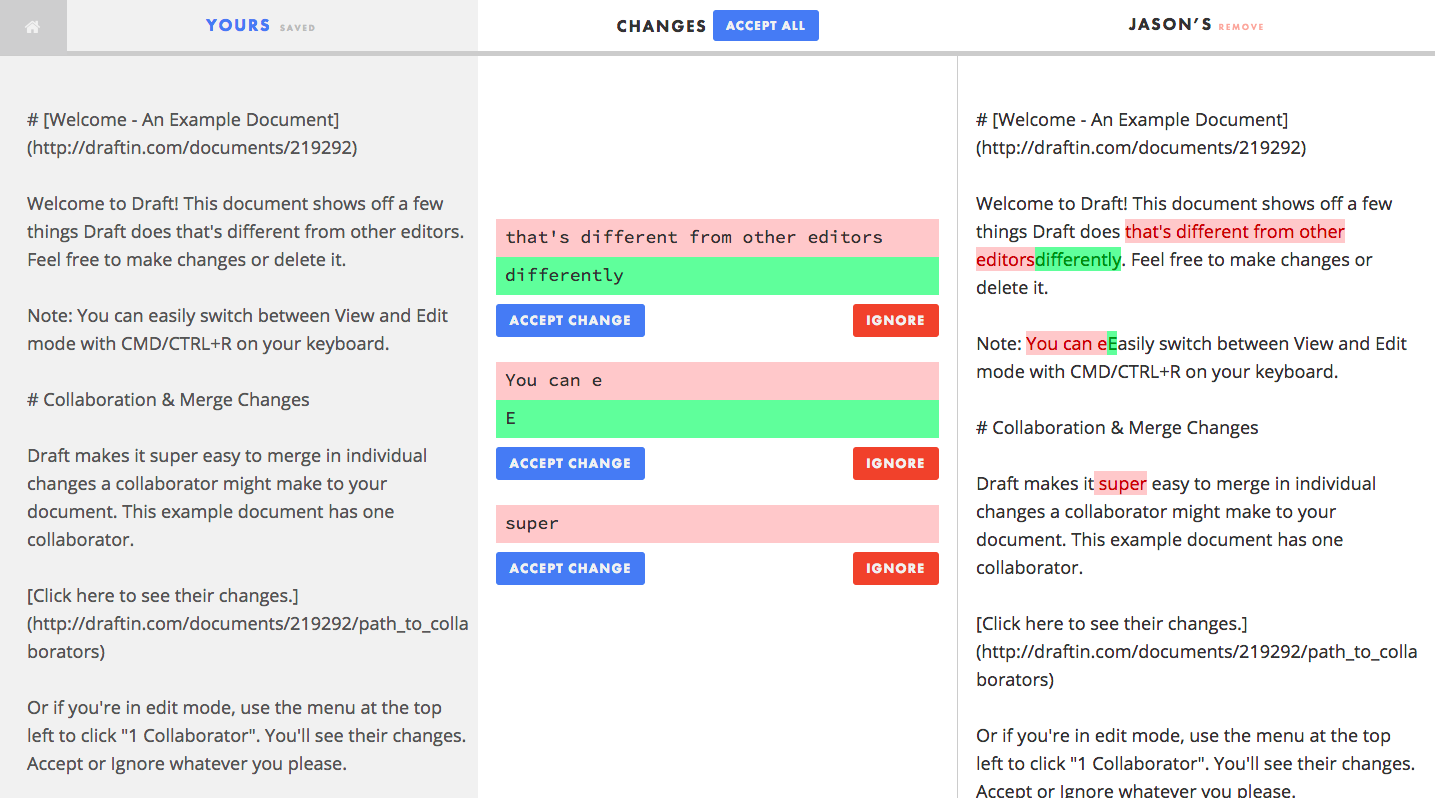 YOURS SAVED
CHANGES ACCEPT ALL
JASON'S REMOVE
# [Welcome - An Example Document]
(http://draftin.com/documents/219292)
Welcome to Draft! This document shows off a few
things Draft does that's different from other editors.
Feel free to make changes or delete it.
Note: You can easily switch between View and Edit
mode with CMD/CTRL+R on your keyboard.
# Collaboration & Merge Changes
Draft makes it super easy to merge in individual
changes a collaborator might make to your
document. This example document has one
collaborator.
[Click here to see their changes.]
(http://draftin.com/documents/219292/path_to_colla
borators)
Or if you're in edit mode, use the menu at the top
left to click "1 Collaborator". You'll see their changes.
Accept or Ignore whatever you please.
that's different from other editors
differently
ACCEPT CHANGE IGNORE
You can e
E
ACCEPT CHANGE IGNORE
super
ACCEPT CHANGE IGNORE
# [Welcome - An Example Document]
(http://draftin.com/documents/219292)
Welcome to Draft! This document shows off a few
things Draft does that's different from other
editorsdifferently. Feel free to make changes or
delete it.
Note: You can eEasily switch between View and Edit
mode with CMD/CTRL+R on your keyboard.
# Collaboration & Merge Changes
Draft makes it super easy to merge in individual
changes a collaborator might make to your
document. This example document has one
collaborator.
[Click here to see their changes.]
(http://draftin.com/documents/219292/path_to_colla
borators)
Or if you're in edit mode, use the menu at the top
left to click "1 Collaborator". You'll see their changes.
Accept or Ignore whatever you please.